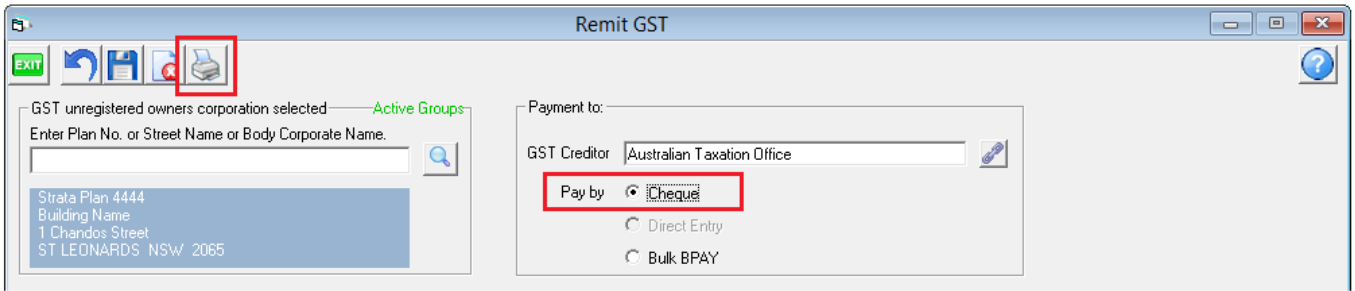 Remit GST
EXIT
GST unregistered owners corporation selected
Active Groups
Enter Plan No. or Street Name or Body Corporate Name.
Strata Plan 4444
Building Name
1 Chandos Street
ST LEONARDS NSW 2065
Payment to:
GST Creditor Australian Taxation Office
Pay by Cheque
Direct Entry
Bulk BPAY